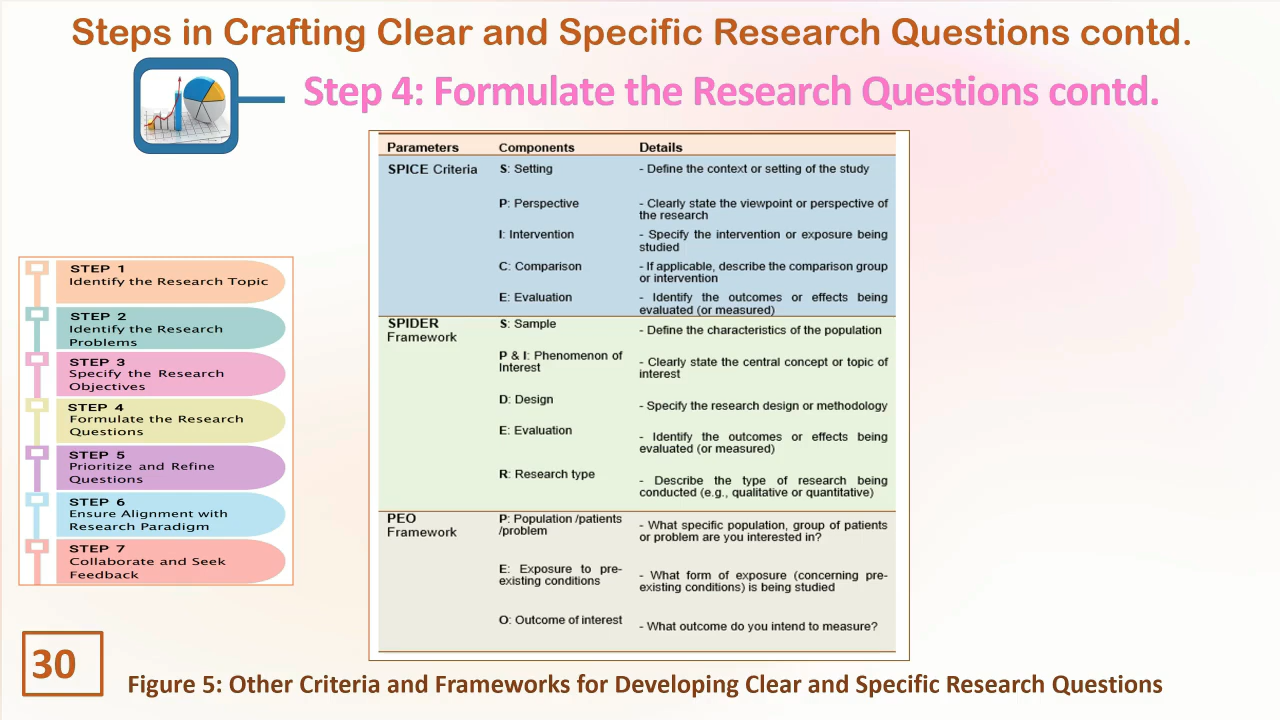 Steps in Crafting Clear and Specific Research Questions contd.
Step 4: Formulate the Research Questions contd.
STEP 1
Identify the Research Topic
STEP 2
Identify the Research
Problems
STEP 3
Specify the Research
Objectives
STEP 4
Formulate the Research
Questions
STEP 5
Prioritize and Refine
Questions
STEP 6
Ensure Alignment with
Research Paradigm
STEP 7
Collaborate and Seek
Feedback
Parameters Components Details
SPICE Criteria S: Setting - Define the context or setting of the study
P: Perspective - Clearly state the viewpoint or perspective of
the research
I: Intervention - Specify the intervention or exposure being
studied
C: Comparison - If applicable, describe the comparison group
or intervention
E: Evaluation - Identify the outcomes or effects being
evaluated (or measured)
SPIDER S: Sample - Define the characteristics of the population
Framework
P & I: Phenomenon of - Clearly state the central concept or topic of
Interest interest
D: Design - Specify the research design or methodology
E: Evaluation - Identify the outcomes or effects being
evaluated (or measured)
R: Research type - Describe the type of research being
conducted (e.g., qualitative or quantitative)
PEO P: Population /patients - What specific population, group of patients
Framework /problem or problem are you interested in?
E: Exposure to pre- - What form of exposure (concerning pre-
existing conditions existing conditions) is being studied
O: Outcome of interest - What outcome do you intend to measure?
30
Figure 5: Other Criteria and Frameworks for Developing Clear and Specific Research Questions